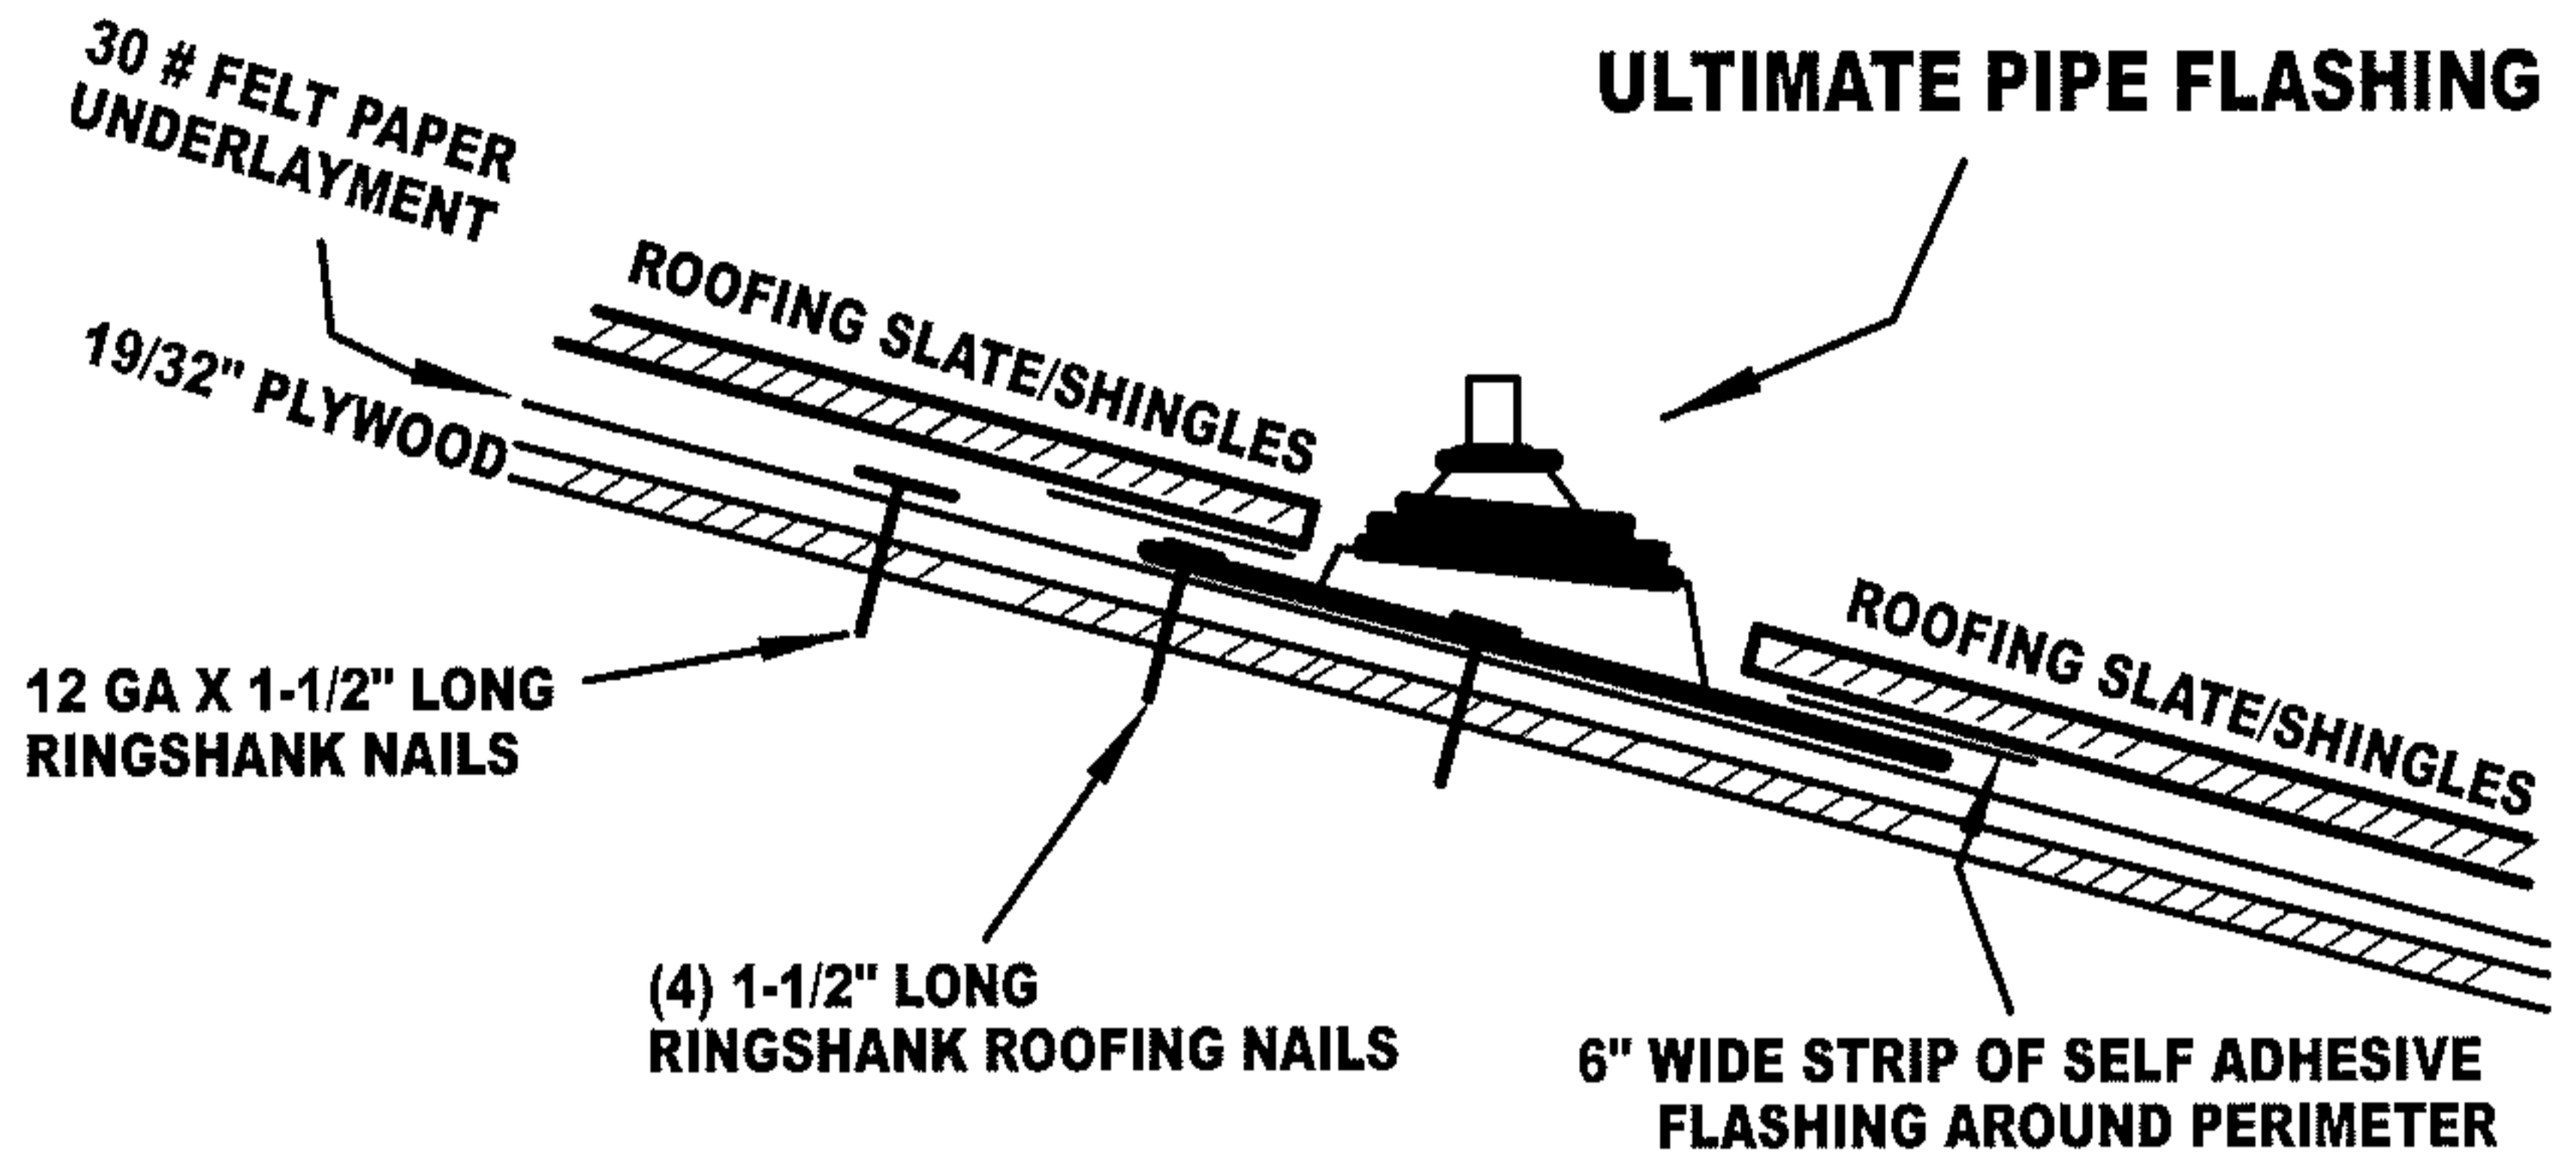 30 # FELT PAPER
UNDERLAYMENT
ULTIMATE PIPE FLASHING
ROOFING SLATE/SHINGLES
19/32" PLYWOOD
ROOFING SLATE/SHINGLES
12 GA X 1-1/2" LONG
RINGSHANK NAILS
(4) 1-1/2" LONG
RINGSHANK ROOFING NAILS
6" WIDE STRIP OF SELF ADHESIVE
FLASHING AROUND PERIMETER